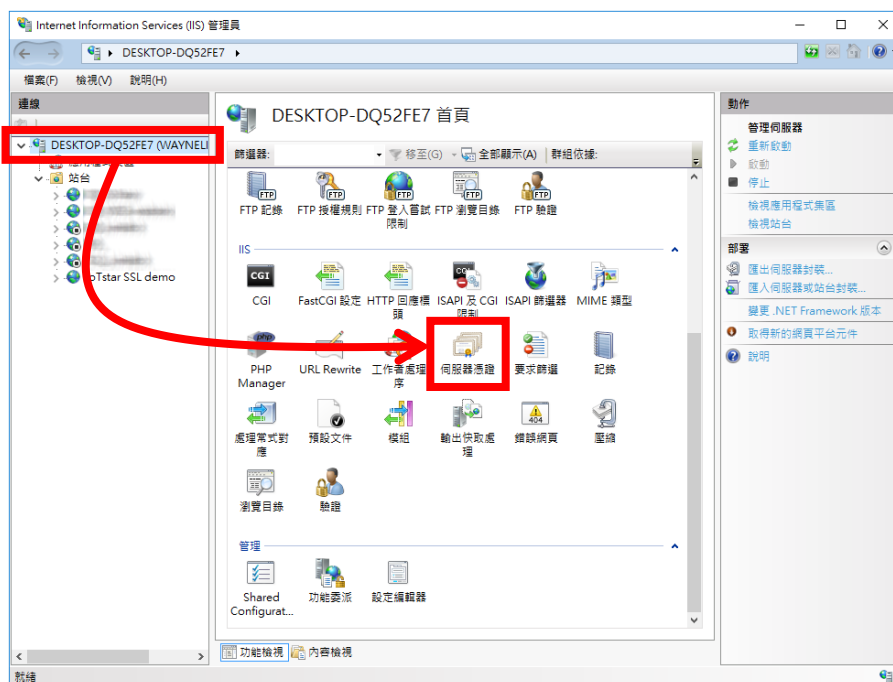 Internet Information Services (IIS) 管理員
DESKTOP-DQ52FE7
檔案(F) 檢視(V) 說明(H)
連線
DESKTOP-DQ52FE7 (WAYNELI
站台
IoTstar SSL demo
DESKTOP-DQ52FE7 首頁
篩選器: 移至(G) 全部顯示(A) 群組依據:
FTP FTP FTP FTP
FTP 記錄 FTP 授權規則 FTP 登入嘗試限制 FTP 瀏覽目錄 FTP 驗證
IIS
CGI
CGI FastCGI 設定 HTTP 回應標頭 ISAPI 及 CGI 限制 ISAPI 篩選器 MIME 類型
php
PHP Manager URL Rewrite 工作者處理序 伺服器憑證 要求篩選 記錄
404
處理常式對應 預設文件 模組 輸出快取處理 錯誤網頁 壓縮
瀏覽目錄 驗證
管理
Shared Configurat... 功能委派 設定編輯器
功能檢視 內容檢視
動作
管理伺服器
重新啟動
啟動
停止
檢視應用程式集區
檢視站台
部署
匯出伺服器封裝...
匯入伺服器或站台封裝...
變更 .NET Framework 版本
取得新的網頁平台元件
說明
就緒